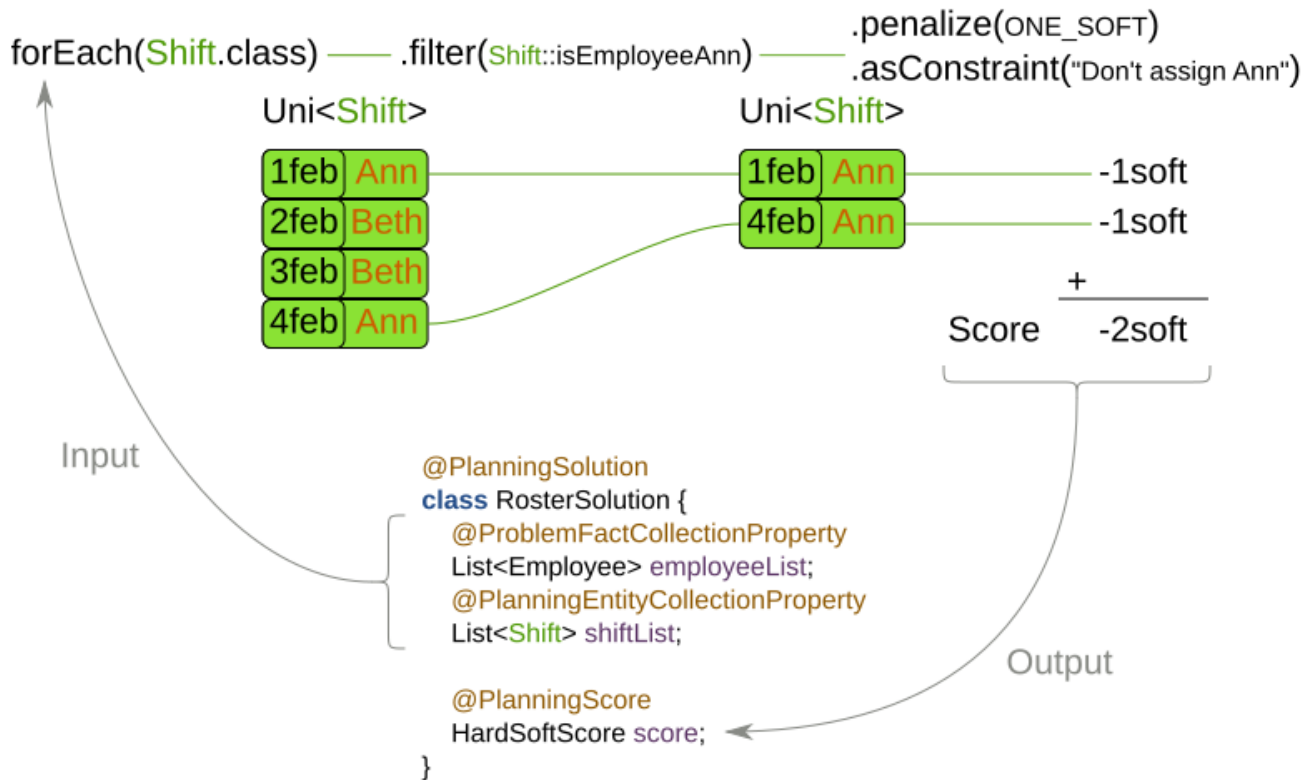 forEach(Shift.class) .filter(Shift::isEmployeeAnn) .penalize(ONE_SOFT)
.asConstraint("Don't assign Ann")
Uni<Shift> Uni<Shift>
1feb Ann 1feb Ann -1soft
2feb Beth 4feb Ann -1soft
3feb Beth +
4feb Ann Score -2soft
Input
@PlanningSolution
class RosterSolution {
@ProblemFactCollectionProperty
List<Employee> employeeList;
@PlanningEntityCollectionProperty
List<Shift> shiftList;
Output
@PlanningScore
HardSoftScore score;
}